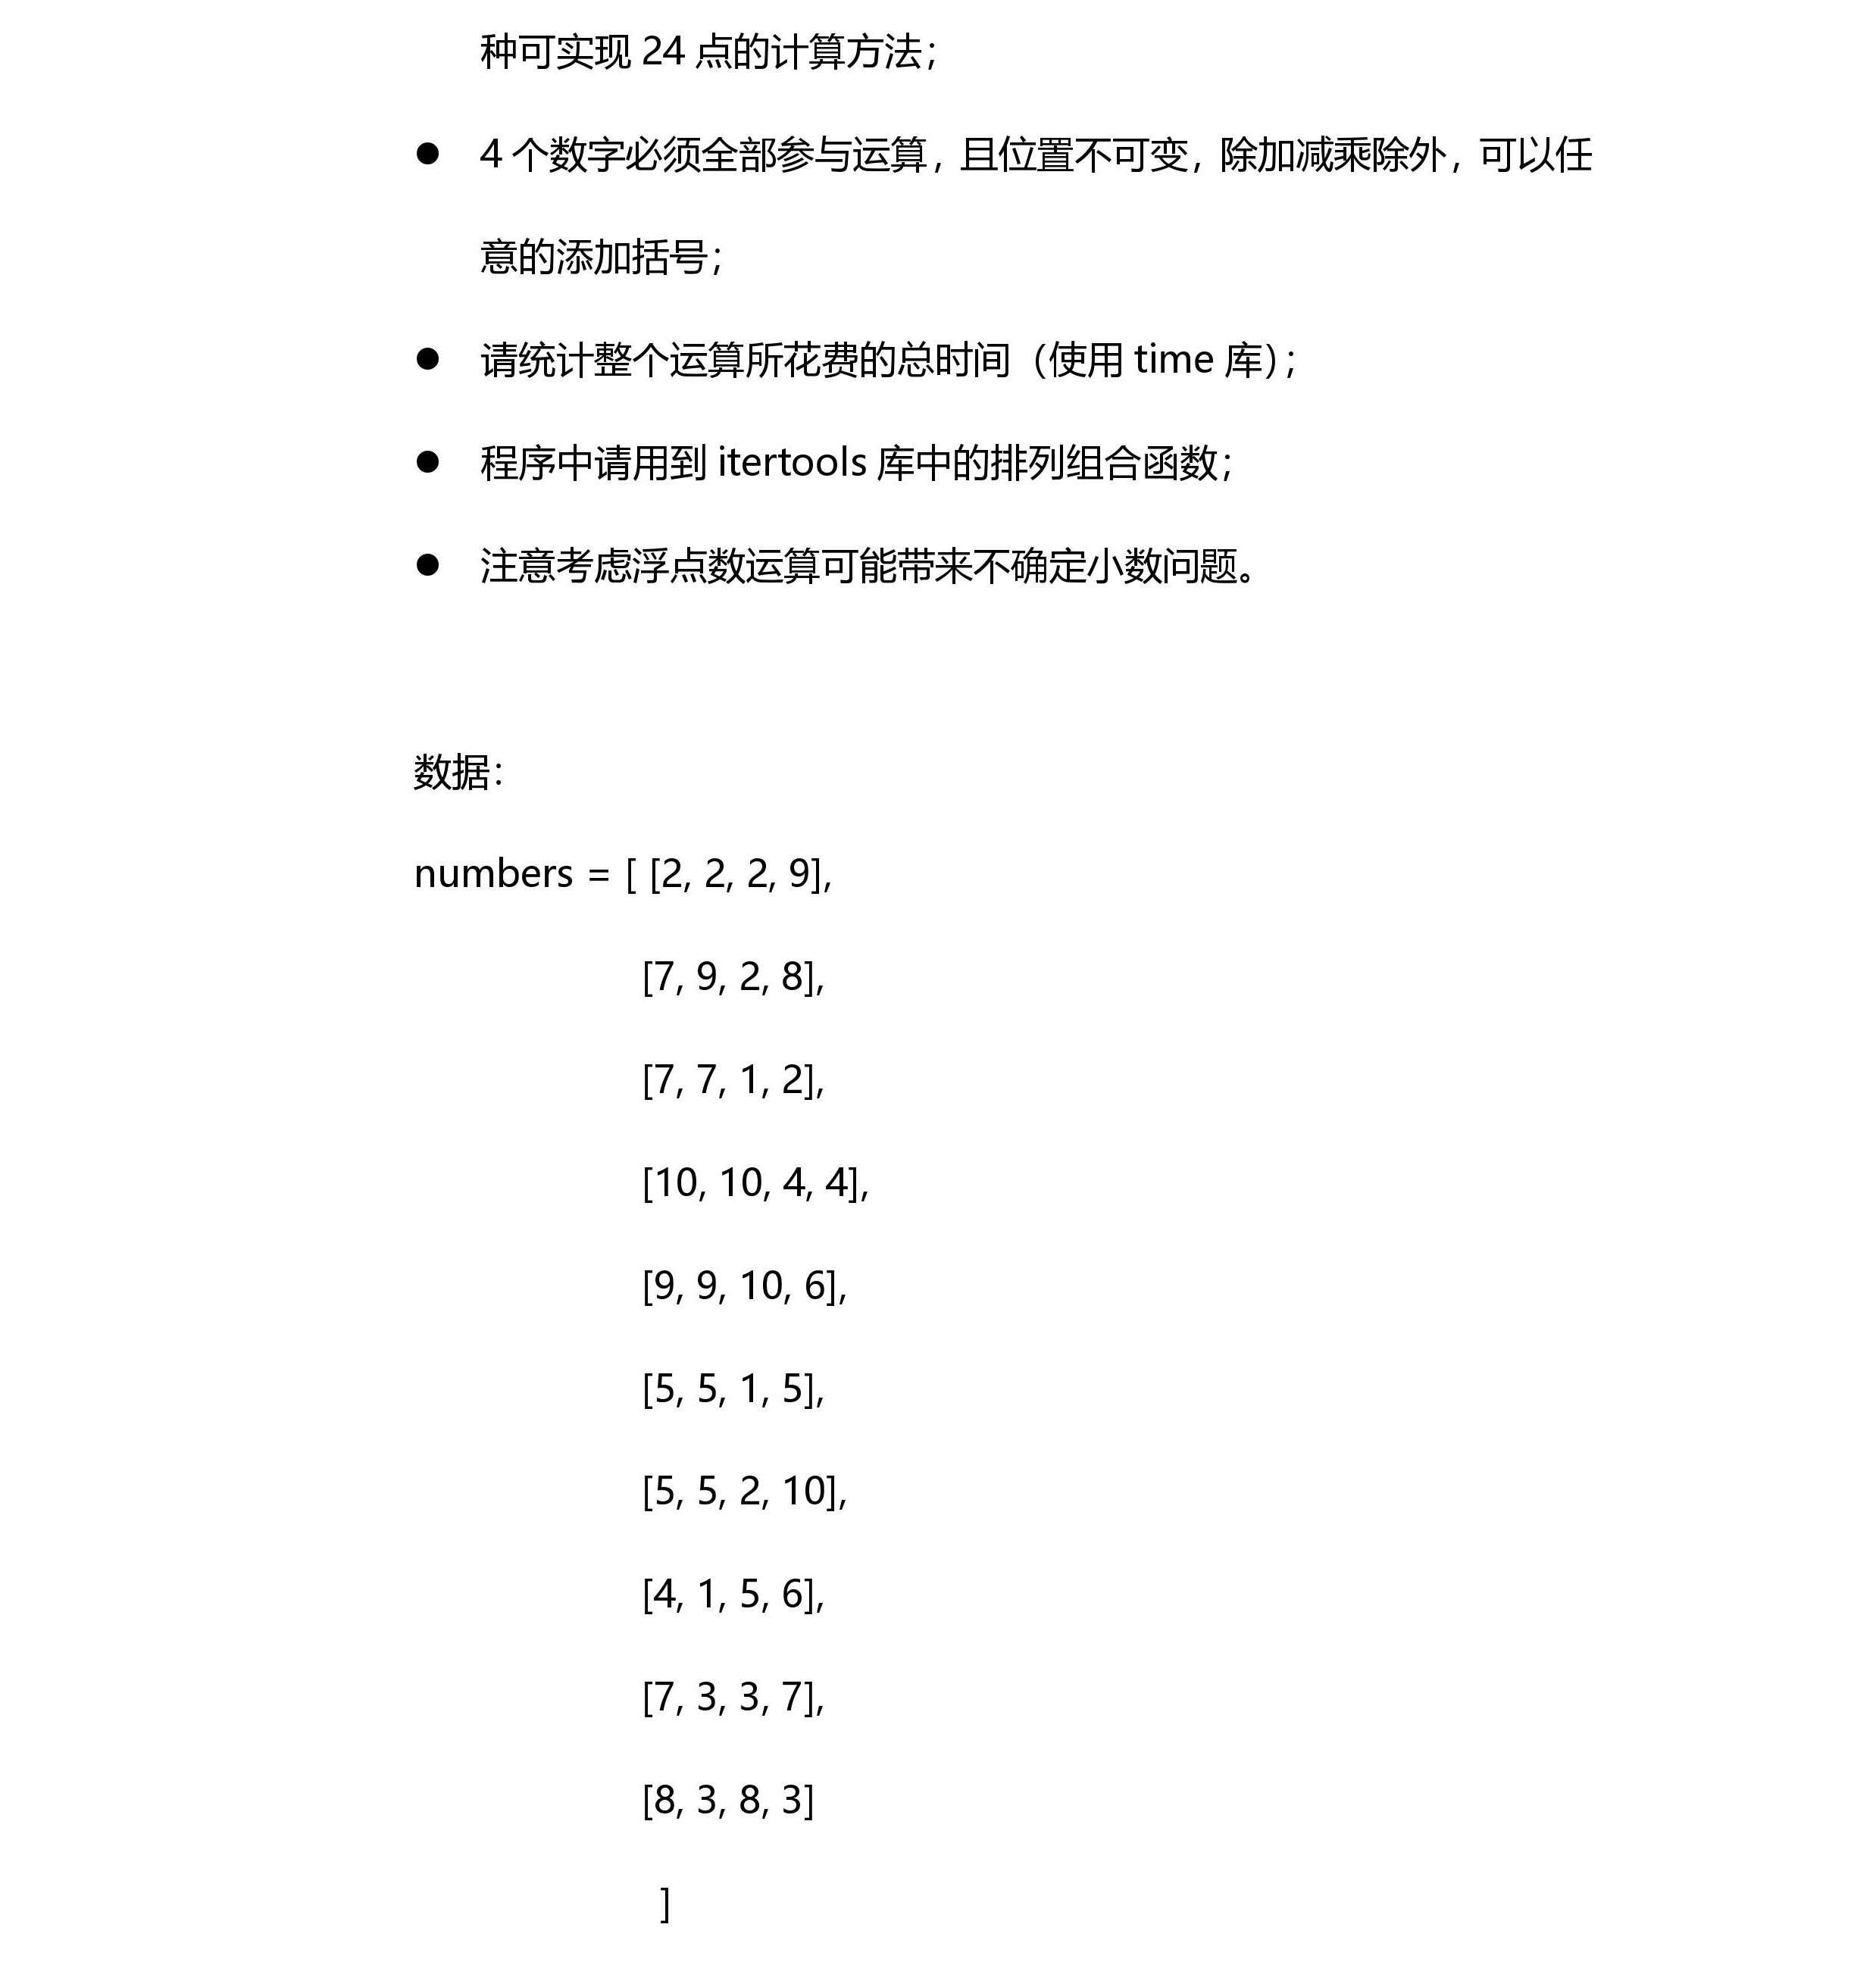 种可实现 24 点的计算方法；
● 4 个数字必须全部参与运算，且位置不可变，除加减乘除外，可以任
意的添加括号；
● 请统计整个运算所花费的总时间（使用 time 库）；
● 程序中请用到 itertools 库中的排列组合函数；
● 注意考虑浮点数运算可能带来不确定小数问题。
数据：
numbers = [ [2, 2, 2, 9],
[7, 9, 2, 8],
[7, 7, 1, 2],
[10, 10, 4, 4],
[9, 9, 10, 6],
[5, 5, 1, 5],
[5, 5, 2, 10],
[4, 1, 5, 6],
[7, 3, 3, 7],
[8, 3, 8, 3]
]